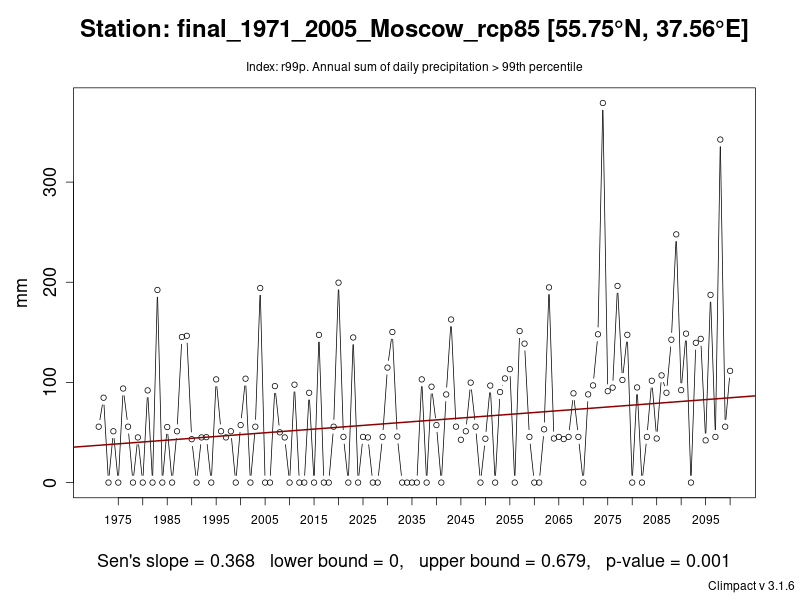 Station: final_1971_2005_Moscow_rcp85 [55.75°N, 37.56°E]
Index: r99p. Annual sum of daily precipitation > 99th percentile
300
200
100
0
mm
1975 1985 1995 2005 2015 2025 2035 2045 2055 2065 2075 2085 2095
Sen's slope = 0.368 lower bound = 0, upper bound = 0.679, p-value = 0.001
Climpact v 3.1.6